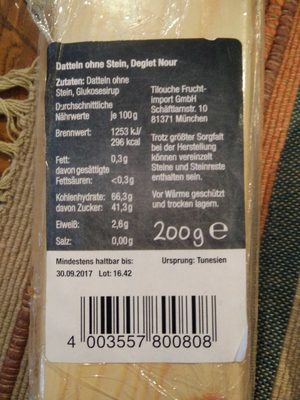 Datteln ohne Stein, Deglet Nour
Zutaten: Datteln ohne
Stein, Glukosesirup
Durchschnittliche
Nährwerte je 100g
Brennwert: 1253 kJ/
296 kcal
Fett: 0,3g
davon gesättigte
Fettsäuren: <0,3g
Kohlenhydrate: 66,3g
davon Zucker: 41,3g
Eiweiß: 2,6g
Salz: 0,00g
Tilouche Frucht-
import GmbH
Schäftlarnstr. 10
81371 München
Trotz größter Sorgfalt
bei der Herstellung
können vereinzelt
Steine und Steinreste
enthalten sein.
Vor Wärme geschützt
und trocken lagern.
200g e
Mindestens haltbar bis:
30.09.2017 Lot: 16.42
Ursprung: Tunesien
4 003557 800808